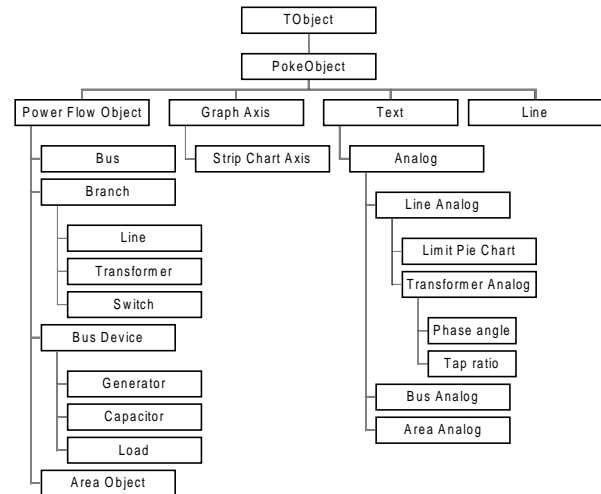 TObject
PokeObject
Power Flow Object
Graph Axis
Text
Line
Bus
Strip Chart Axis
Analog
Branch
Line Analog
Line
Limit Pie Chart
Transformer
Transformer Analog
Switch
Phase angle
Bus Device
Tap ratio
Generator
Bus Analog
Capacitor
Area Analog
Load
Area Object